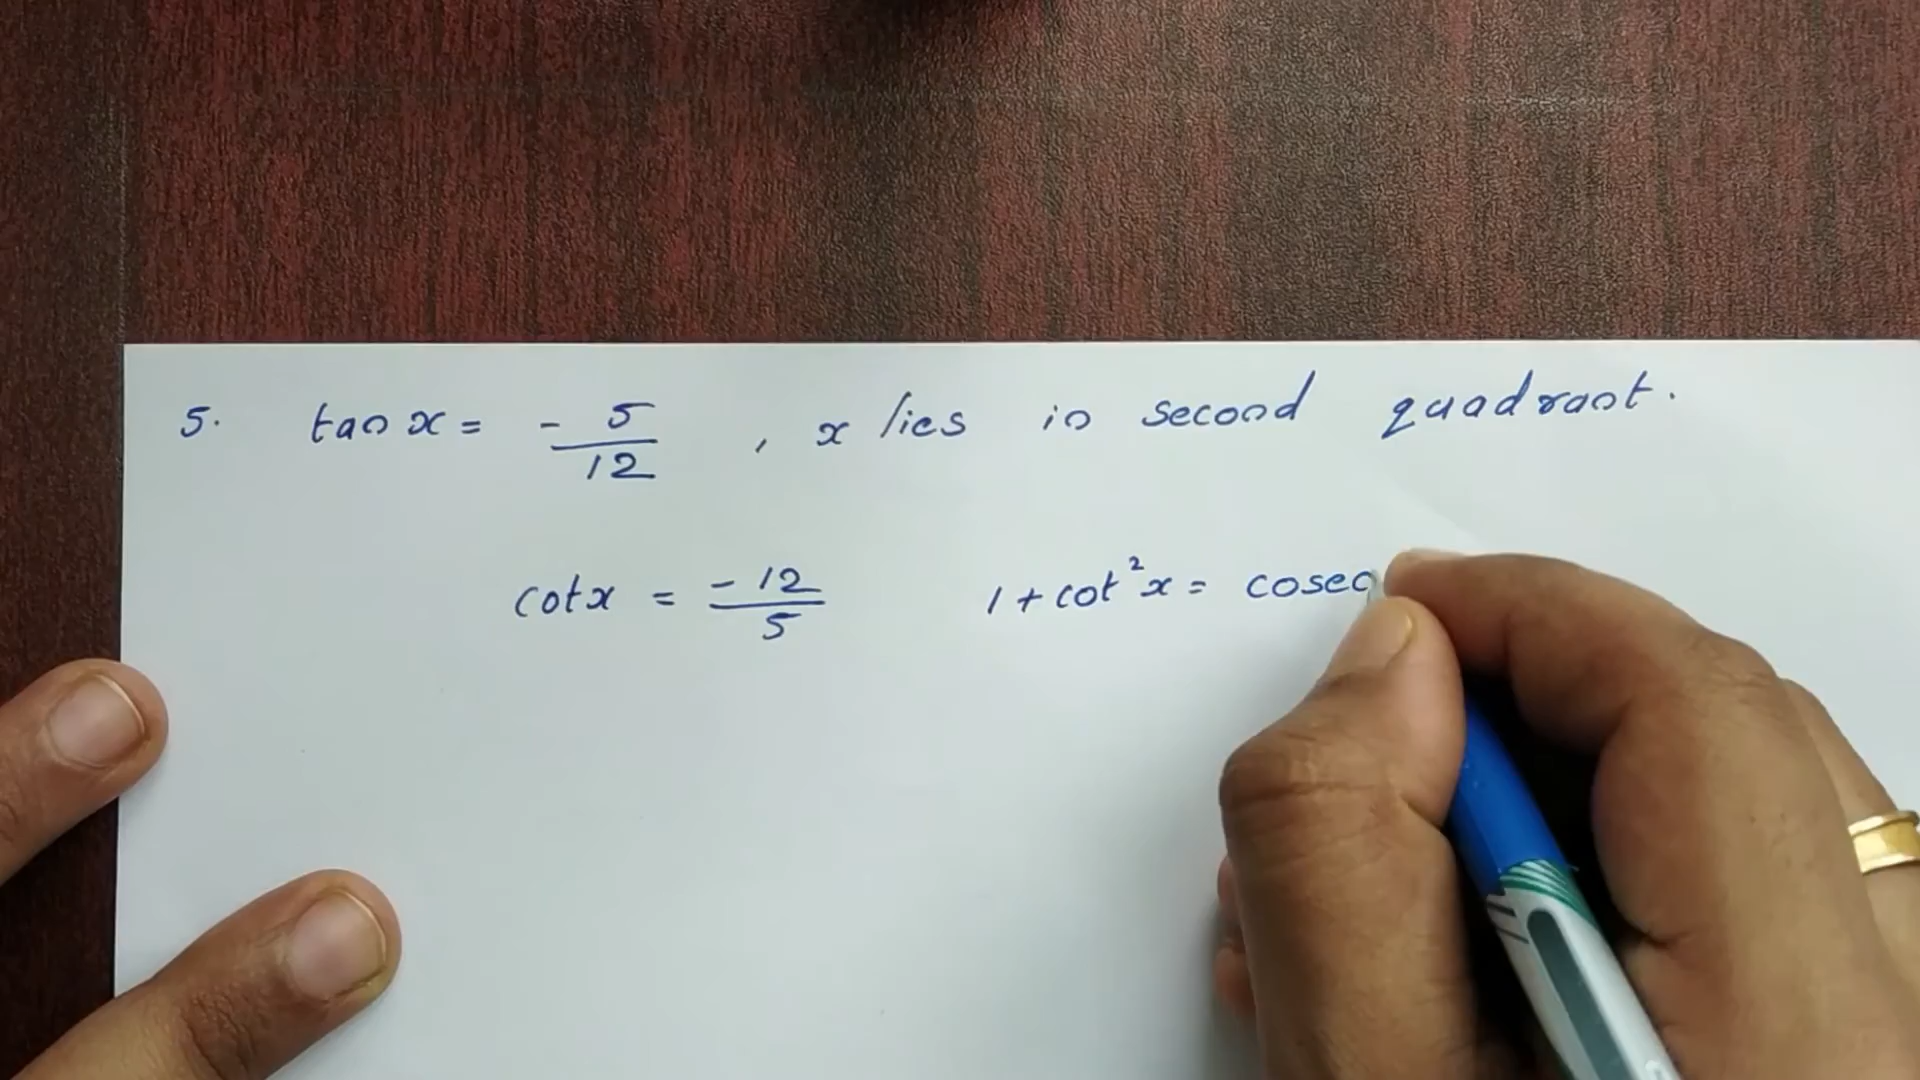 5. tan x = - 5/12 , x lies in second quadrant.
cot x = -12/5 1 + cot²x = cosec